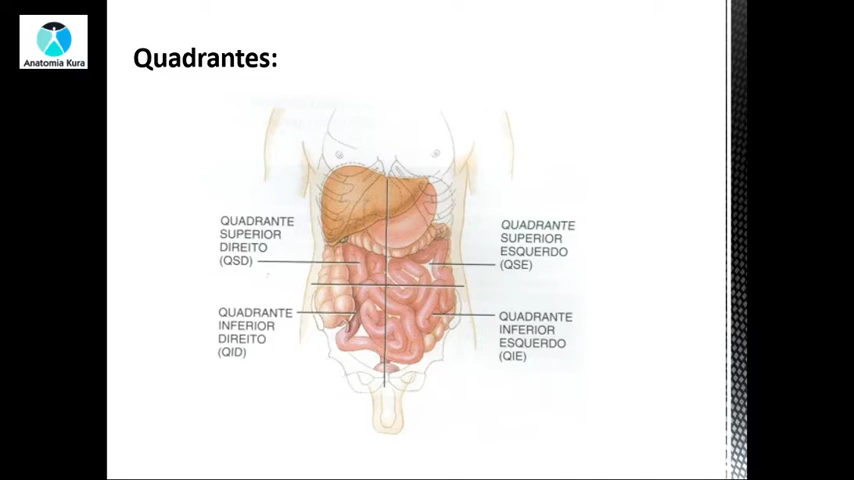 Anatomia Kura
Quadrantes:
QUADRANTE
SUPERIOR
DIREITO
(QSD)
QUADRANTE
SUPERIOR
ESQUERDO
(QSE)
QUADRANTE
INFERIOR
DIREITO
(QID)
QUADRANTE
INFERIOR
ESQUERDO
(QIE)